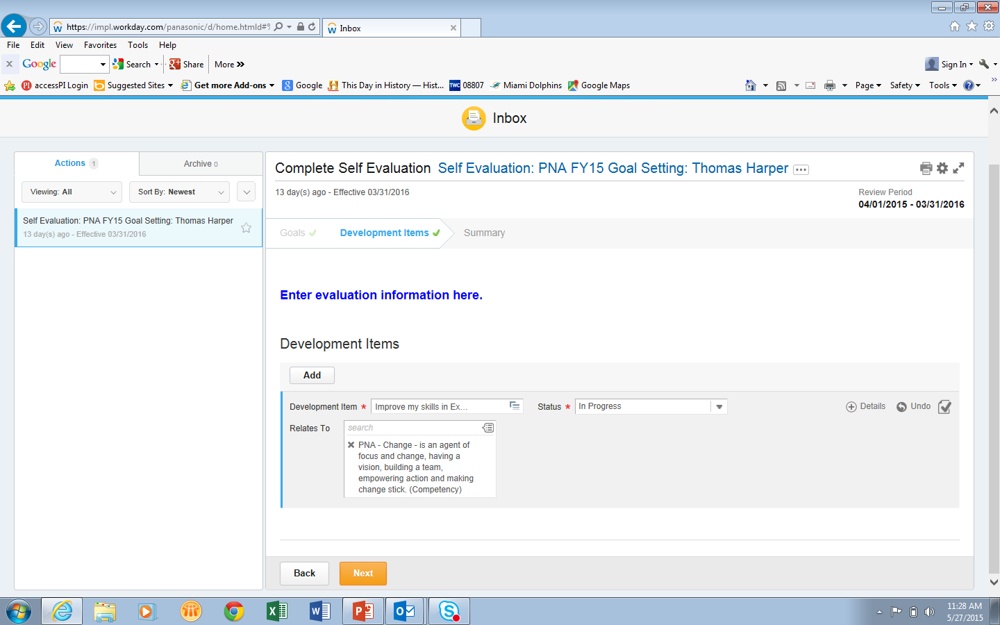 https://impl.workday.com/panasonic/d/home.htmld#
Inbox
File Edit View Favorites Tools Help
x Google Search Share More »
Sign In
accessPI Login Suggested Sites Get more Add-ons Google This Day in History — Hist... TWC 08807 Miami Dolphins Google Maps
Page Safety Tools
Inbox
Actions 1
Archive 0
Viewing: All
Sort By: Newest
Self Evaluation: PNA FY15 Goal Setting: Thomas Harper
13 day(s) ago - Effective 03/31/2016
Complete Self Evaluation Self Evaluation: PNA FY15 Goal Setting: Thomas Harper
13 day(s) ago - Effective 03/31/2016
Review Period
04/01/2015 - 03/31/2016
Goals Development Items Summary
Enter evaluation information here.
Development Items
Add
Development Item * Improve my skills in Ex... Status * In Progress Details Undo
Relates To search
PNA - Change - is an agent of
focus and change, having a
vision, building a team,
empowering action and making
change stick. (Competency)
Back Next
11:28 AM
5/27/2015